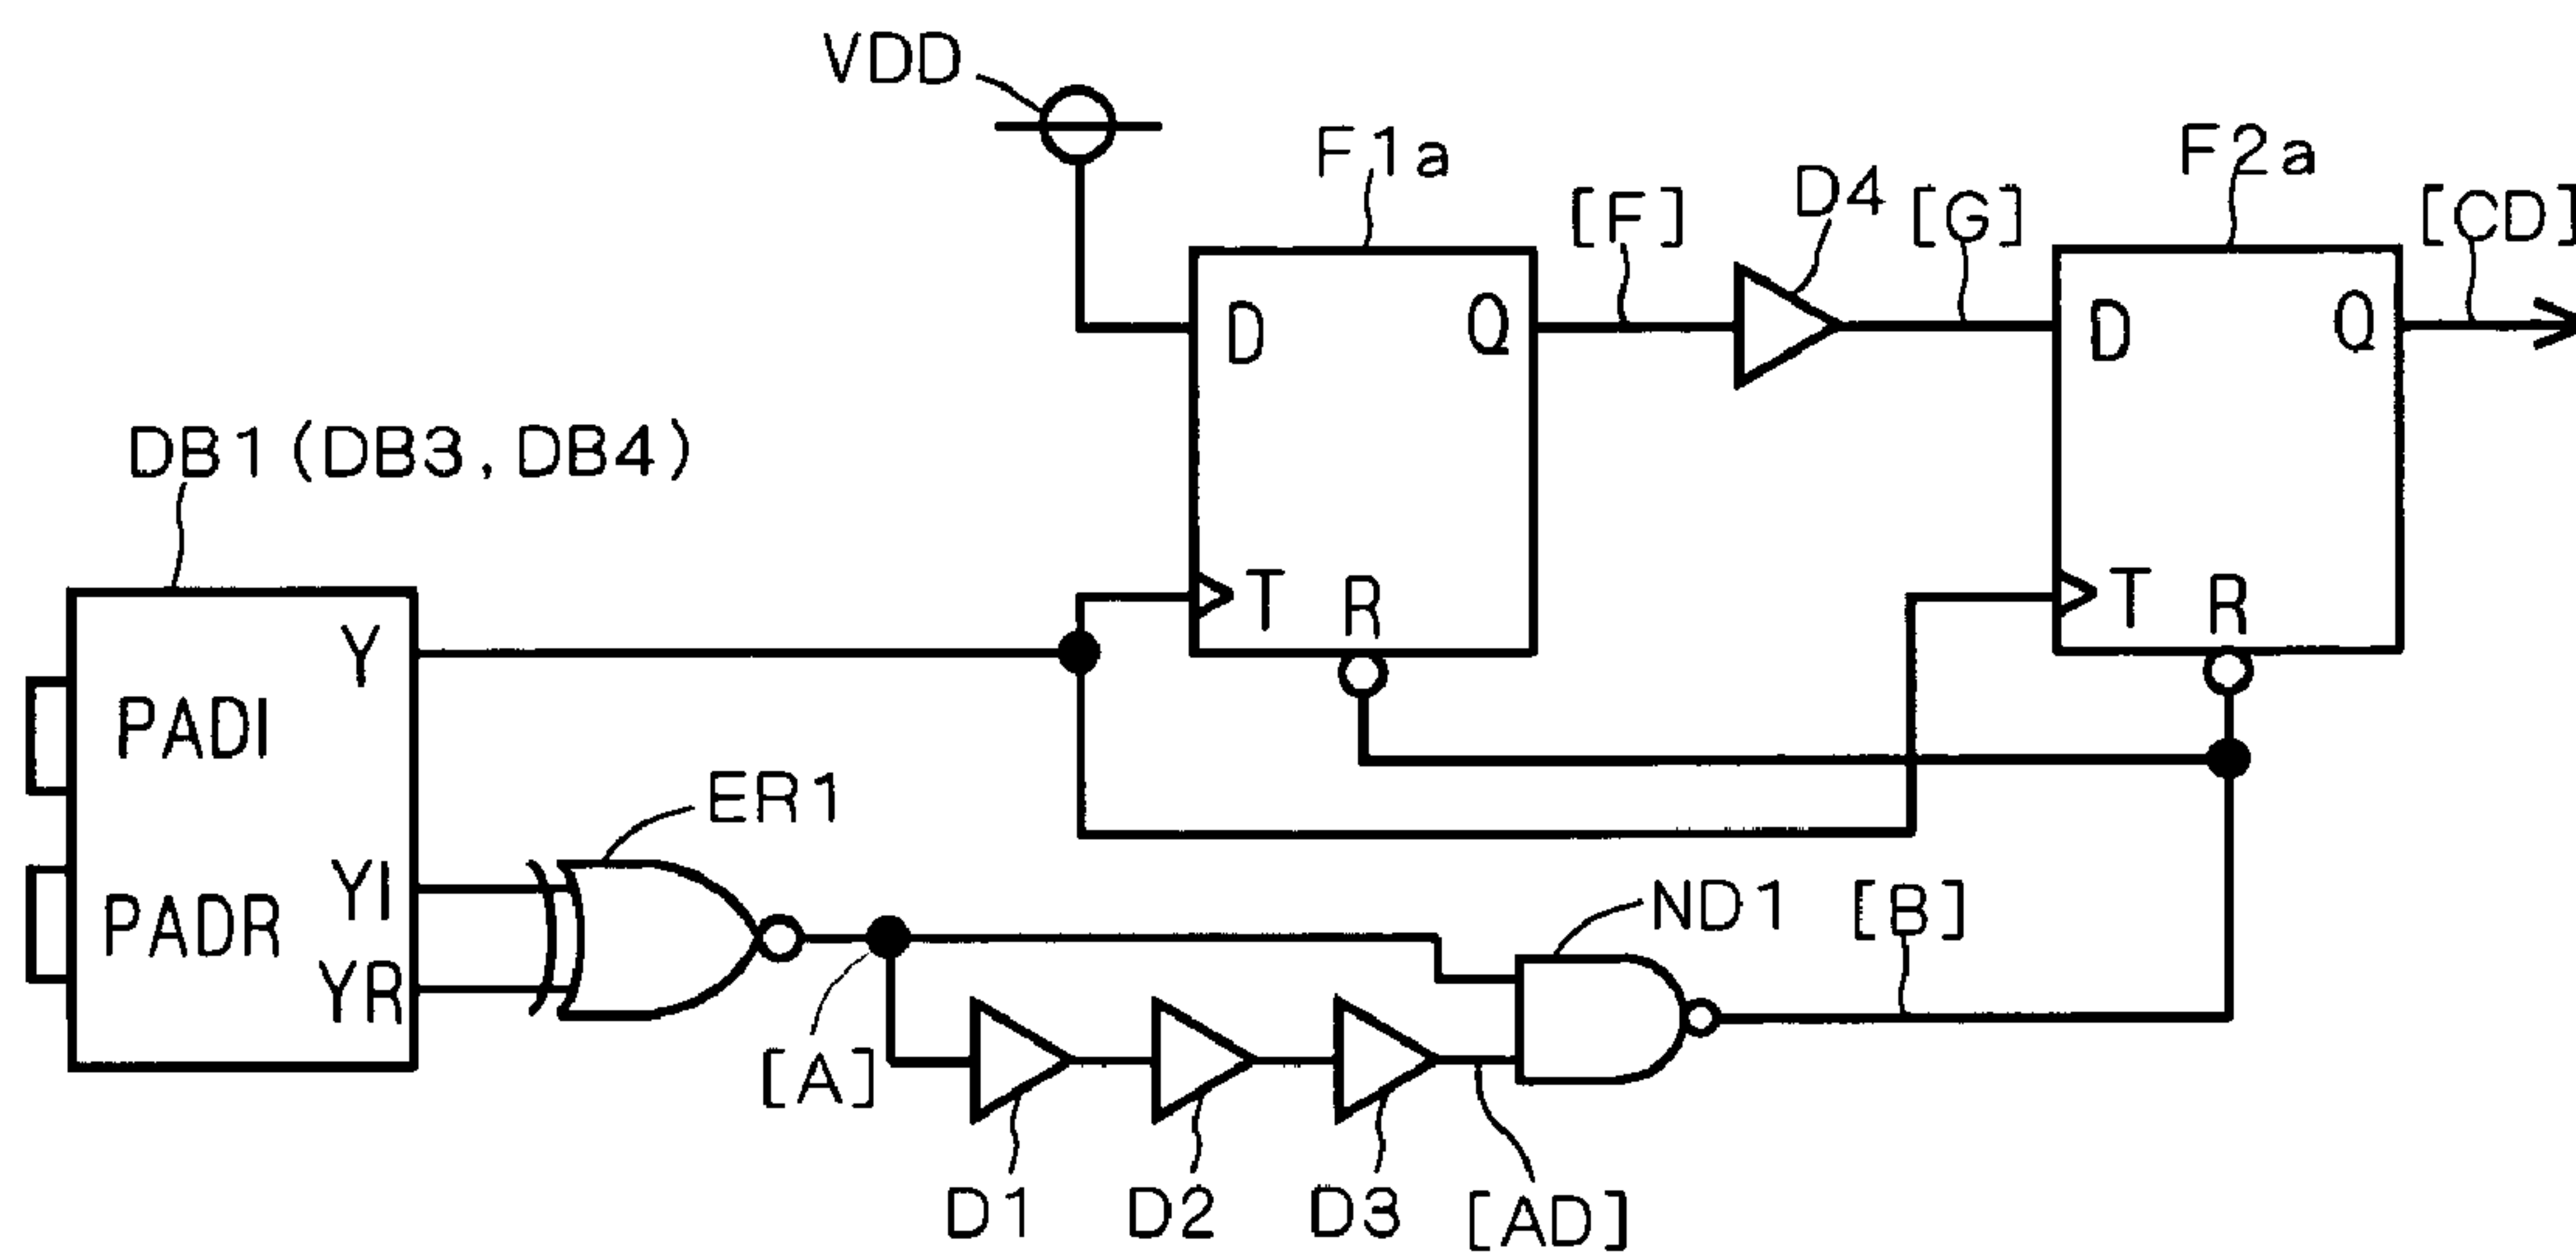 VDD
F1a
[F]
D4
[G]
F2a
[CD]
D
Q
D
Q
DB1 (DB3, DB4)
T
R
T
R
Y
PADI
ER1
YI
PADR
YR
ND1
[B]
[A]
D1
D2
D3
[AD]